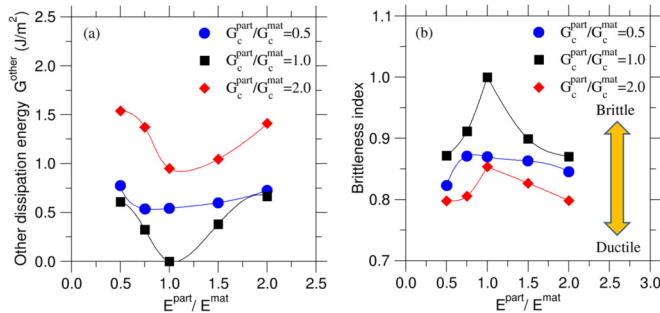 (a)
G_c^part/G_c^mat=0.5
G_c^part/G_c^mat=1.0
G_c^part/G_c^mat=2.0
Other dissipation energy G^other (J/m²)
2.5
2.0
1.5
1.0
0.5
0.0
0.0 0.5 1.0 1.5 2.0 2.5
E^part/ E^mat
(b)
G_c^part/G_c^mat=0.5
G_c^part/G_c^mat=1.0
G_c^part/G_c^mat=2.0
Brittleness index
1.1
1.0
0.9
0.8
0.7
Brittle
Ductile
0.0 0.5 1.0 1.5 2.0 2.5 3.0
E^part/ E^mat